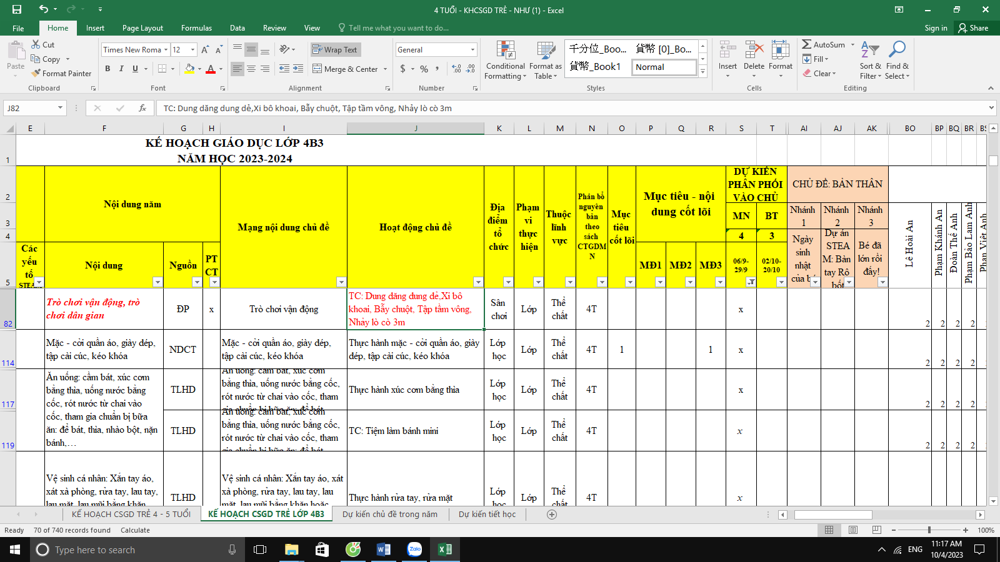 4 TUỔI - KHCSGD TRẺ - NHƯ (1) - Excel
File Home Insert Page Layout Formulas Data Review View Tell me what you want to do... Sign in Share
Cut
Copy
Format Painter
Paste
Clipboard
Times New Roma 12
B I U
Font
Wrap Text
Merge & Center
Alignment
General
$ %
Number
Conditional Formatting
Format as Table
千分位_Boo... 貨幣 [0]_Bo...
貨幣_Book1 Normal
Styles
Insert Delete Format
Cells
AutoSum
Fill
Clear
Sort & Filter
Find & Select
Editing
J82 fx TC: Dung dăng dung dẻ,Xi bô khoai, Bẫy chuột, Tập tầm vông, Nhảy lò cò 3m
E F G H I J K L M N O P Q R S T AI AJ AK BO BP BQ BR BS
KẾ HOẠCH GIÁO DỤC LỚP 4B3
NĂM HỌC 2023-2024
1
2
3
4
5
Nội dung năm
Các yếu tố STEAM
Nội dung
Nguồn
PT CT
Mạng nội dung chủ đề
Hoạt động chủ đề
Địa điểm tổ chức
Phạm vi thực hiện
Thuộc lĩnh vực
Phân bổ nguyên bản theo sách CTGDMN
Mục tiêu cốt lõi
Mục tiêu - nội dung cốt lõi
MĐ1 MĐ2 MĐ3
DỰ KIẾN PHÂN PHỐI VÀO CHỦ
MN BT
4 3
06/9-29/9
02/10-20/10
CHỦ ĐỀ: BẢN THÂN
Nhánh 1
Nhánh 2
Nhánh 3
Ngày sinh nhật của bé
Dự án STEAM: Bàn tay Rô bốt
Bé đã lớn rồi đấy!
Lê Hoài An
Phạm Khánh An
Đoàn Thế Anh
Phạm Bảo Lam Anh
Phan Việt Anh
82
Trò chơi vận động, trò chơi dân gian
ĐP x Trò chơi vận động
TC: Dung dăng dung dẻ,Xi bô khoai, Bẫy chuột, Tập tầm vông, Nhảy lò cò 3m
Sân chơi Lớp Thể chất 4T x 2 2 2 2
114
Mặc - cởi quần áo, giày dép, tập cài cúc, kéo khóa
NDCT
Mặc - cởi quần áo, giày dép, tập cài cúc, kéo khóa
Thực hành mặc - cởi quần áo, giày dép, tập cài cúc, kéo khóa
Lớp học Lớp Thể chất 4T 1 1 x 2 2 2 2
117
Ăn uống: cầm bát, xúc cơm bằng thìa, uống nước bằng cốc, rót nước từ chai vào cốc, tham gia chuẩn bị bữa ăn: để bát, thìa, nhào bột, nặn bánh,…
TLHD
Ăn uống: cầm bát, xúc cơm bằng thìa, uống nước bằng cốc, rót nước từ chai vào cốc, tham gia chuẩn bị bữa ăn: để bát
Thực hành xúc cơm bằng thìa
Lớp học Lớp Thể chất 4T x 2 2 2 2
119
TLHD
Ăn uống: cầm bát, xúc cơm bằng thìa, uống nước bằng cốc, rót nước từ chai vào cốc, tham gia chuẩn bị bữa ăn: để bát
TC: Tiệm làm bánh mini
Lớp học Lớp Thể chất 4T x 2 2 2 2
Vệ sinh cá nhân: Xắn tay áo, xát xà phòng, rửa tay, lau tay, lau mặt, lau mũi bằng khăn
TLHD
Vệ sinh cá nhân: Xắn tay áo, xát xà phòng, rửa tay, lau tay, lau mặt, lau mũi bằng khăn hoặc
Thực hành rửa tay, rửa mặt
Lớp học Lớp Thể chất 4T x
KẾ HOẠCH CSGD TRẺ 4 - 5 TUỔI KẾ HOẠCH CSGD TRẺ LỚP 4B3 Dự kiến chủ đề trong năm Dự kiến tiết học
Ready 70 of 740 records found Calculate 100%
Type here to search
Zalo
ENG
11:17 AM
10/4/2023